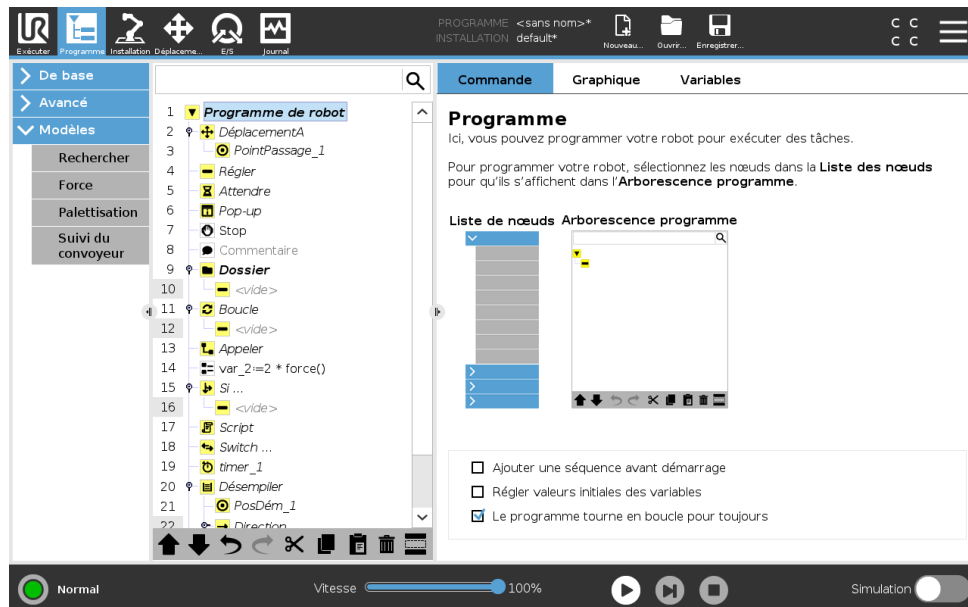 Exécuter
Programme
Installation
Déplaceme...
E/S
Journal
PROGRAMME <sans nom>*
INSTALLATION default*
Nouveau...
Ouvrir...
Enregistrer...
C C
C C
De base
Avancé
Modèles
Rechercher
Force
Palettisation
Suivi du
convoyeur
1 Programme de robot
2 DéplacementA
3 PointPassage_1
4 Régler
5 Attendre
6 Pop-up
7 Stop
8 Commentaire
9 Dossier
10 <vide>
11 Boucle
12 <vide>
13 Appeler
14 var_2:=2 * force()
15 Si ...
16 <vide>
17 Script
18 Switch ...
19 timer_1
20 Désempiler
21 PosDém_1
22 Direction
Commande
Graphique
Variables
Programme
Ici, vous pouvez programmer votre robot pour exécuter des tâches.
Pour programmer votre robot, sélectionnez les nœuds dans la Liste des nœuds
pour qu'ils s'affichent dans l'Arborescence programme.
Liste de nœuds Arborescence programme
Ajouter une séquence avant démarrage
Régler valeurs initiales des variables
Le programme tourne en boucle pour toujours
Normal
Vitesse
100%
Simulation